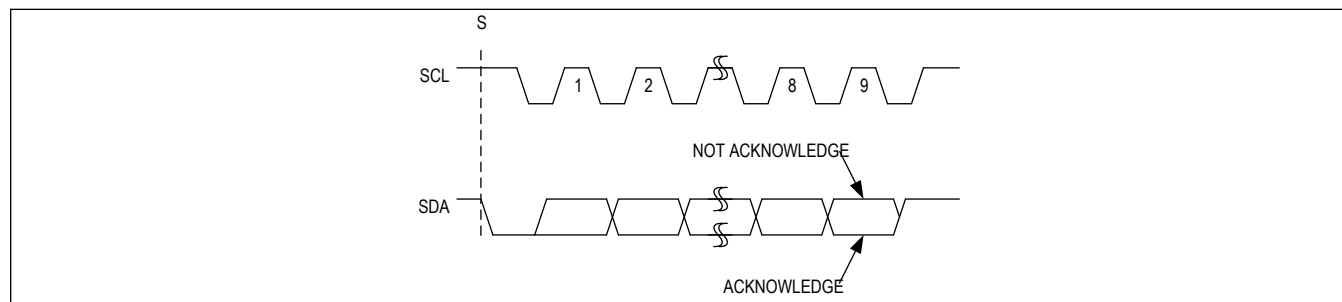 S
SCL
1 2 8 9
NOT ACKNOWLEDGE
SDA
ACKNOWLEDGE